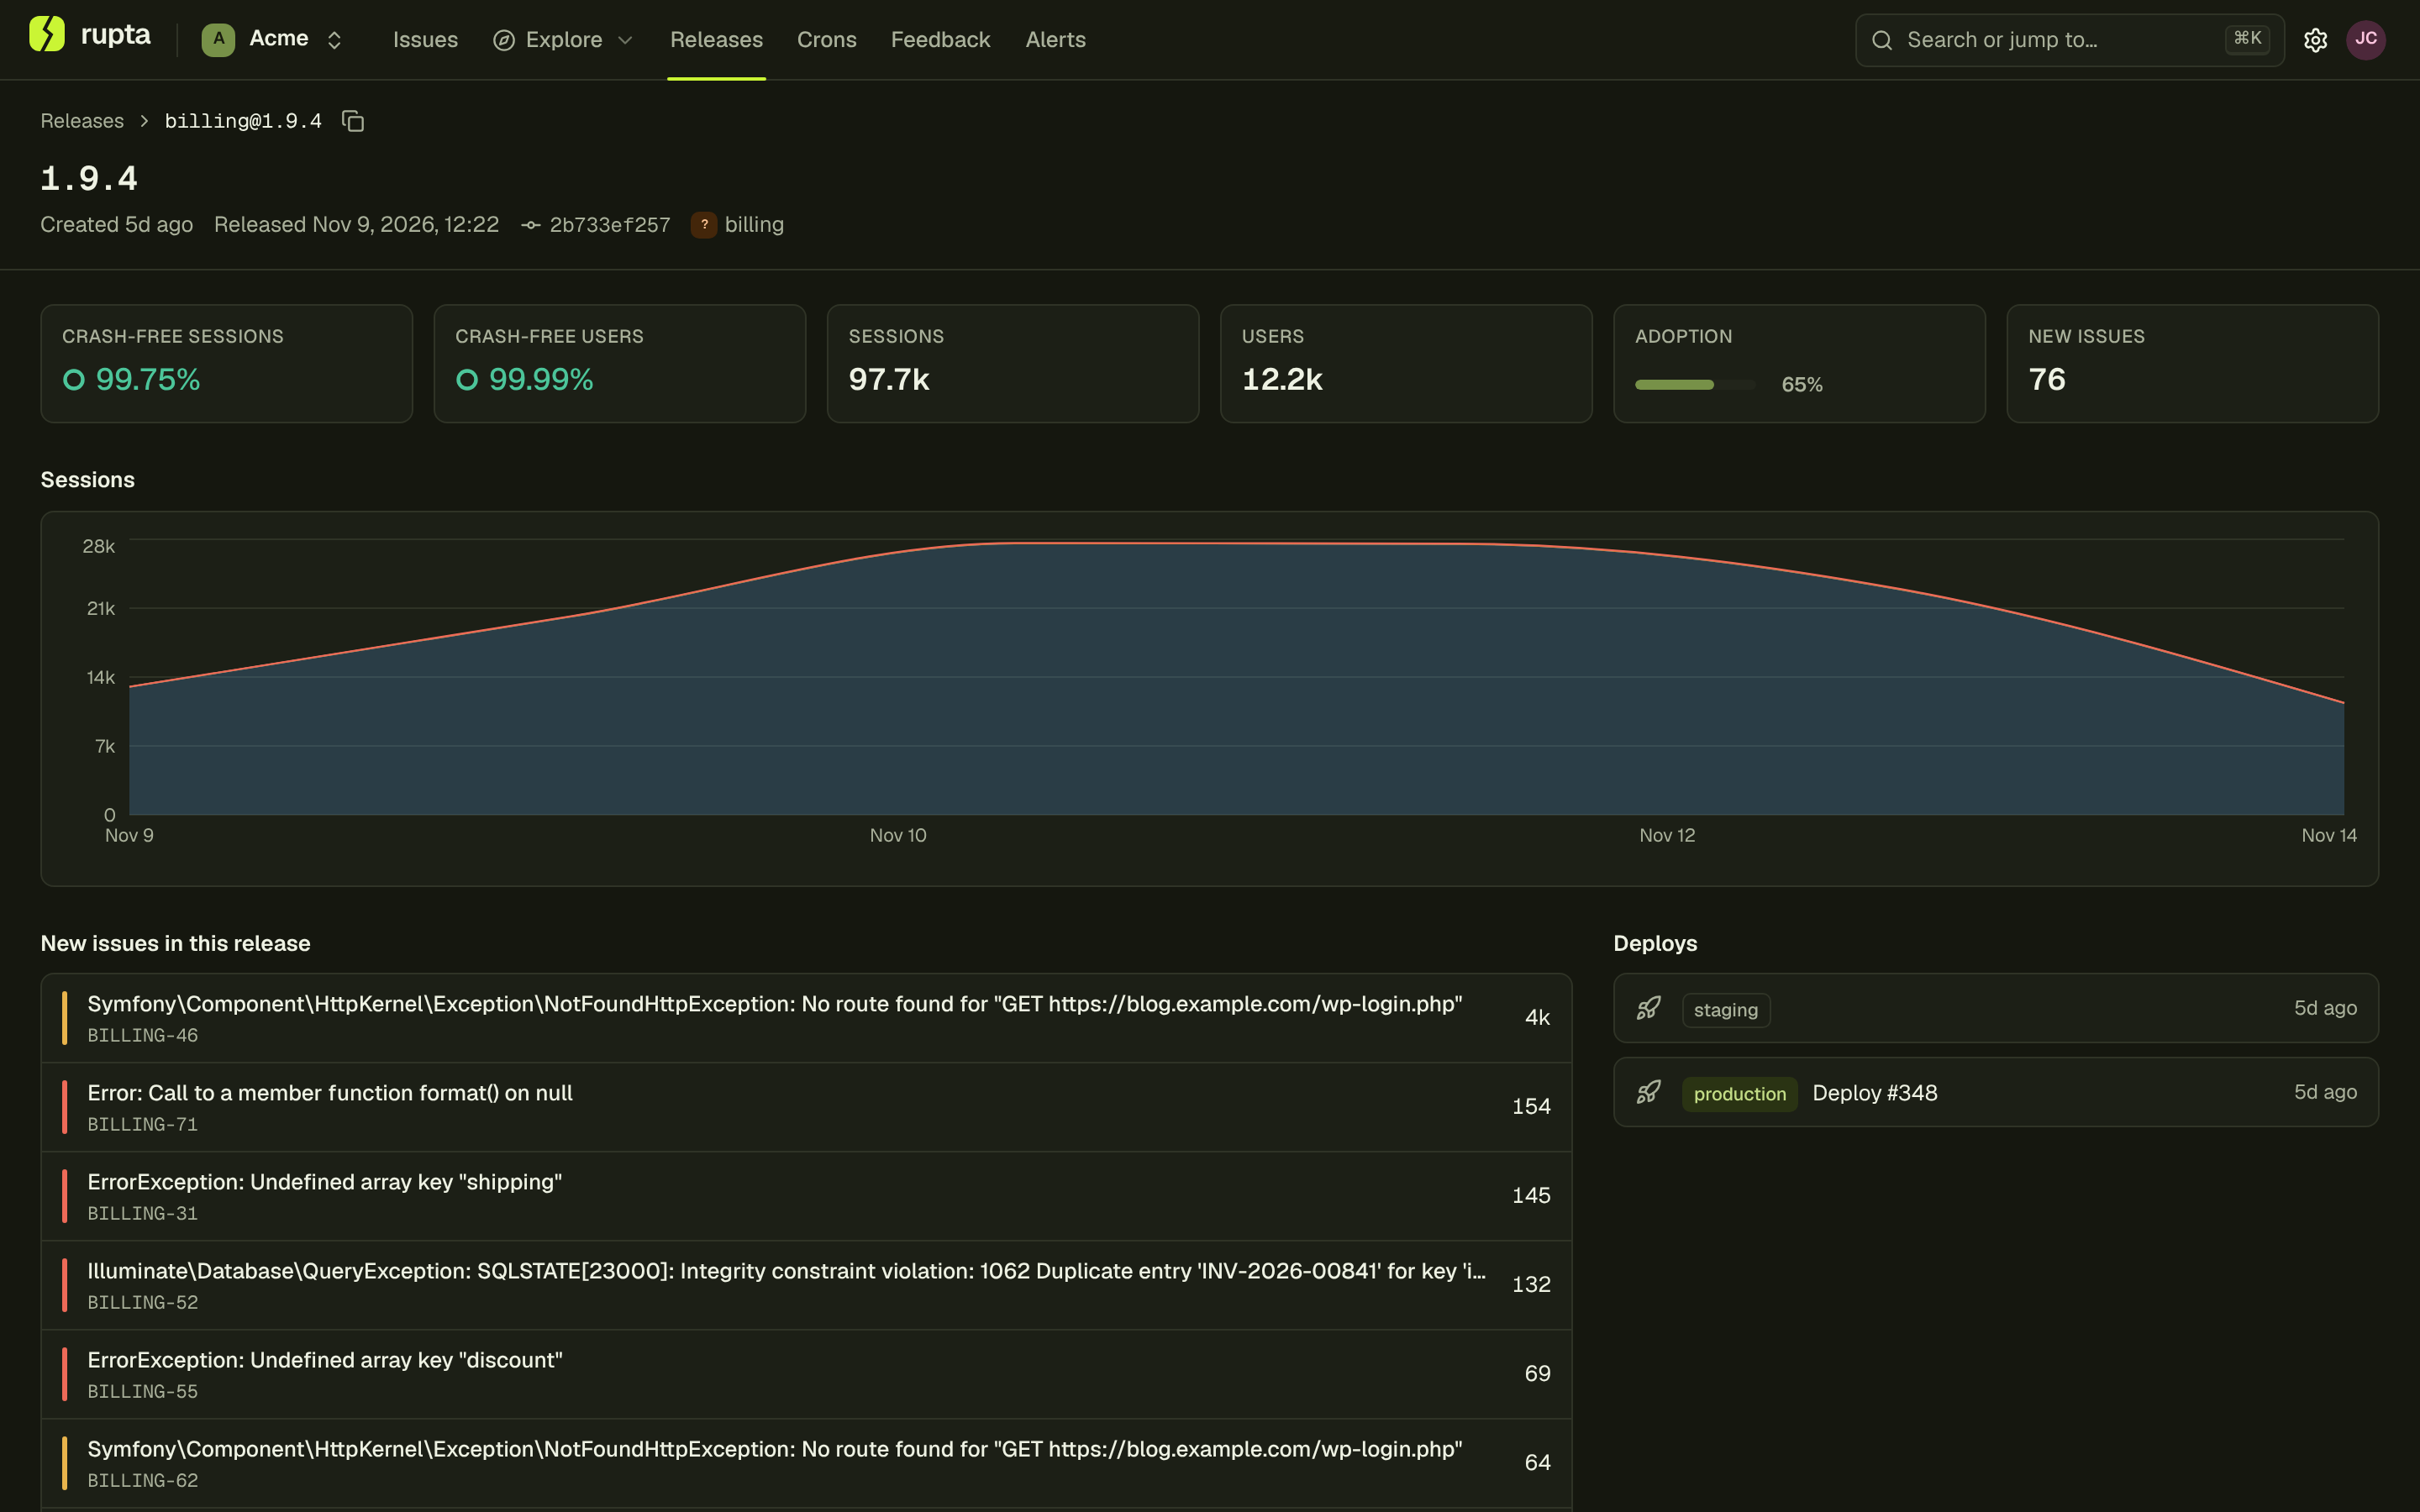 rupta
A Acme
Issues
Explore
Releases
Crons
Feedback
Alerts
Search or jump to...
⌘K
JC
Releases > billing@1.9.4
1.9.4
Created 5d ago Released Nov 9, 2026, 12:22 2b733ef257 ? billing
CRASH-FREE SESSIONS
99.75%
CRASH-FREE USERS
99.99%
SESSIONS
97.7k
USERS
12.2k
ADOPTION
65%
NEW ISSUES
76
Sessions
28k
21k
14k
7k
0
Nov 9
Nov 10
Nov 12
Nov 14
New issues in this release
Symfony\Component\HttpKernel\Exception\NotFoundHttpException: No route found for "GET https://blog.example.com/wp-login.php"
BILLING-46
4k
Error: Call to a member function format() on null
BILLING-71
154
ErrorException: Undefined array key "shipping"
BILLING-31
145
Illuminate\Database\QueryException: SQLSTATE[23000]: Integrity constraint violation: 1062 Duplicate entry 'INV-2026-00841' for key 'i...
BILLING-52
132
ErrorException: Undefined array key "discount"
BILLING-55
69
Symfony\Component\HttpKernel\Exception\NotFoundHttpException: No route found for "GET https://blog.example.com/wp-login.php"
BILLING-62
64
Deploys
staging
5d ago
production Deploy #348
5d ago